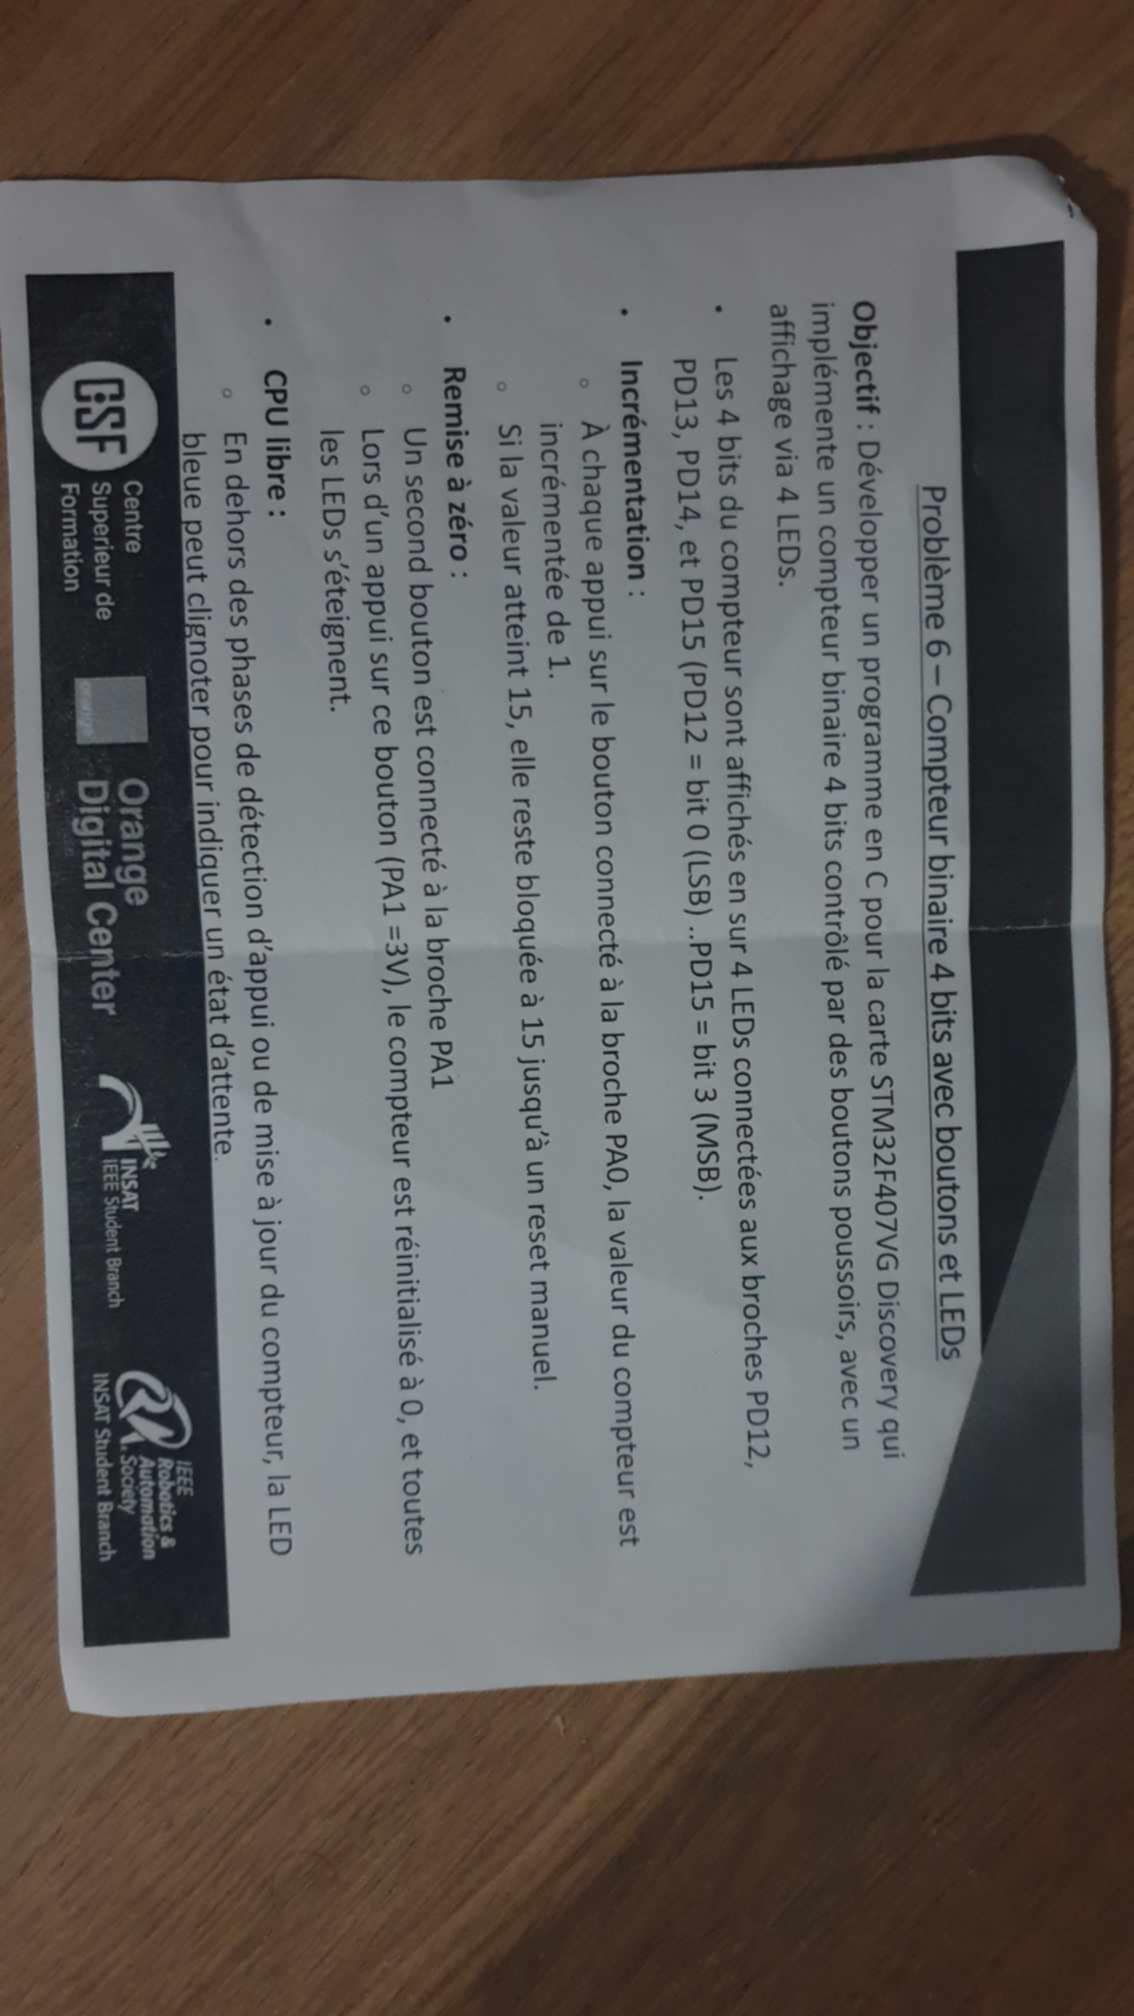 Problème 6 – Compteur binaire 4 bits avec boutons et LEDs
Objectif : Développer un programme en C pour la carte STM32F407VG Discovery qui
implémente un compteur binaire 4 bits contrôlé par des boutons poussoirs, avec un
affichage via 4 LEDs.
• Les 4 bits du compteur sont affichés en sur 4 LEDs connectées aux broches PD12,
PD13, PD14, et PD15 (PD12 = bit 0 (LSB) ..PD15 = bit 3 (MSB).
• Incrémentation :
◦ À chaque appui sur le bouton connecté à la broche PA0, la valeur du compteur est
incrémentée de 1.
◦ Si la valeur atteint 15, elle reste bloquée à 15 jusqu'à un reset manuel.
• Remise à zéro :
◦ Un second bouton est connecté à la broche PA1
◦ Lors d'un appui sur ce bouton (PA1 =3V), le compteur est réinitialisé à 0, et toutes
les LEDs s'éteignent.
• CPU libre :
◦ En dehors des phases de détection d'appui ou de mise à jour du compteur, la LED
bleue peut clignoter pour indiquer un état d'attente.
CSF
Centre
Superieur de
Formation
orange
Orange
Digital Center
INSAT
IEEE Student Branch
IEEE
Robotics &
Automation
Society
INSAT Student Branch